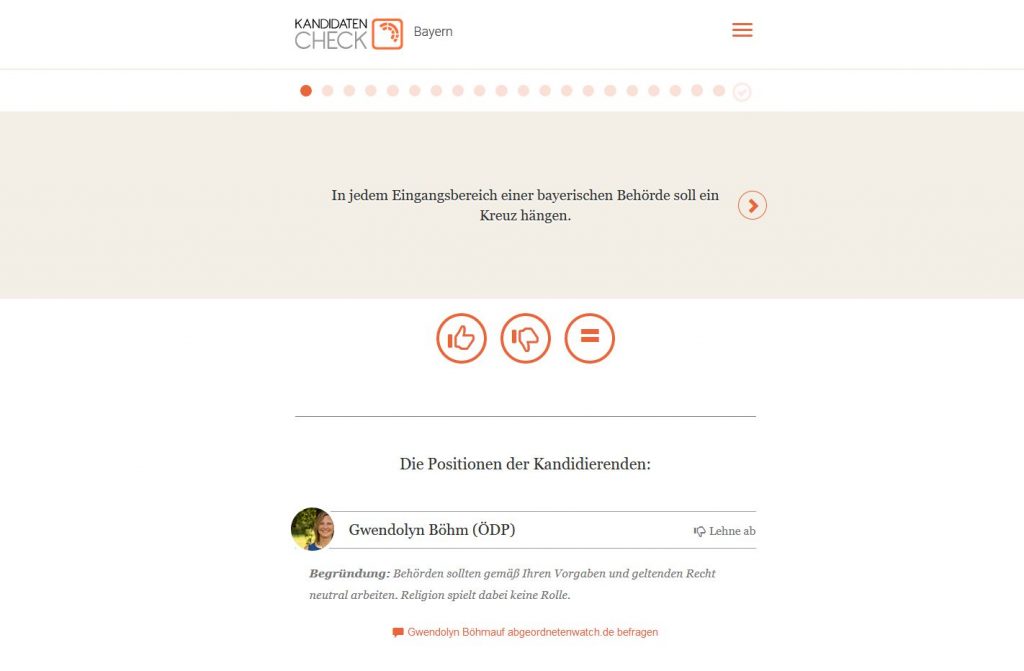 KANDIDATEN
CHECK
Bayern
In jedem Eingangsbereich einer bayerischen Behörde soll ein
Kreuz hängen.
Die Positionen der Kandidierenden:
Gwendolyn Böhm (ÖDP)
Lehne ab
Begründung: Behörden sollten gemäß Ihren Vorgaben und geltenden Recht
neutral arbeiten. Religion spielt dabei keine Rolle.
Gwendolyn Böhmauf abgeordnetenwatch.de befragen